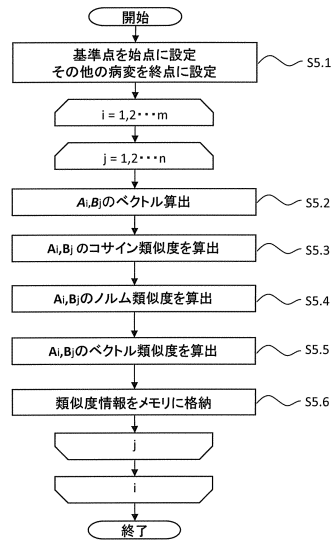 開始
基準点を始点に設定
その他の病変を終点に設定
S5.1
i = 1,2・・・m
j = 1,2・・・n
Ai,Bjのベクトル算出
S5.2
Ai,Bj のコサイン類似度を算出
S5.3
Ai,Bjのノルム類似度を算出
S5.4
Ai,Bjのベクトル類似度を算出
S5.5
類似度情報をメモリに格納
S5.6
j
i
終了